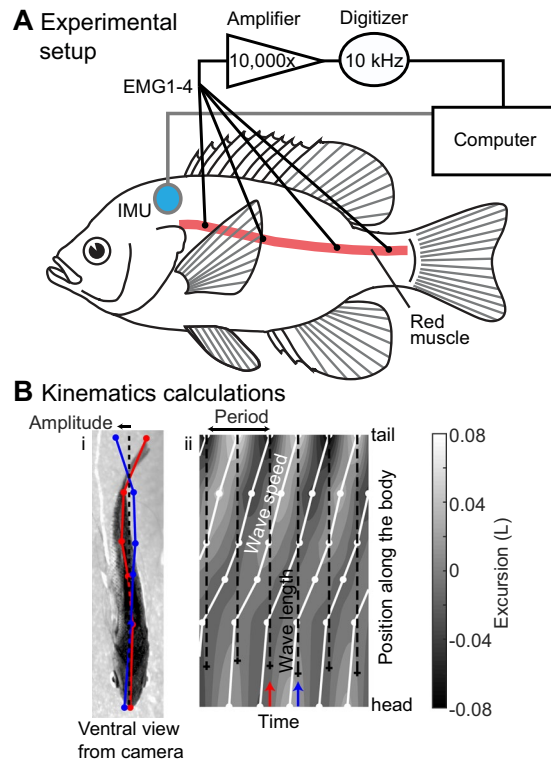 A Experimental
setup
Amplifier
Digitizer
10,000x
10 kHz
EMG1-4
Computer
IMU
Red
muscle
B Kinematics calculations
Amplitude
i
ii
Period
tail
Wave speed
Wave length
Position along the body
head
Time
Ventral view
from camera
0.08
0.04
0
-0.04
-0.08
Excursion (L)